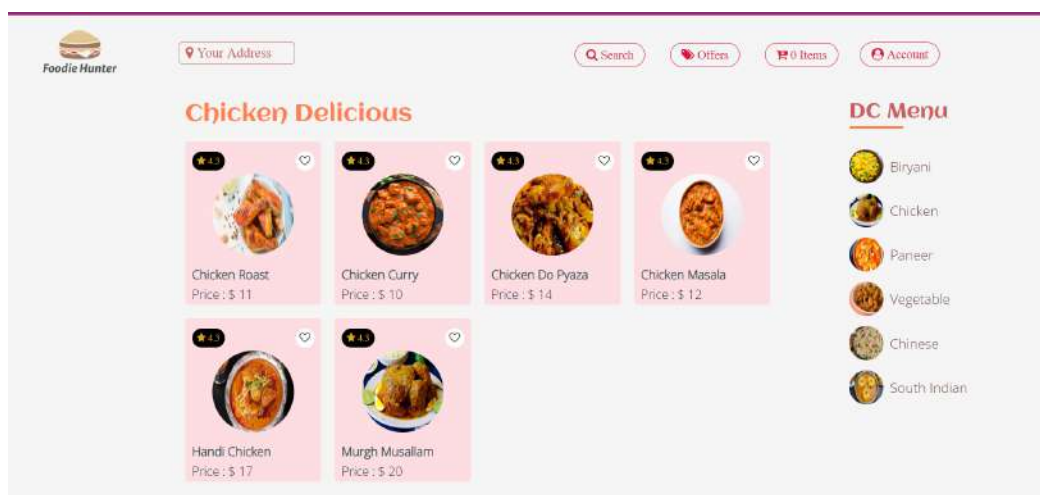 Foodie Hunter
Your Address
Search
Offers
0 Items
Account
Chicken Delicious
DC Menu
4.3
4.3
4.3
4.3
Chicken Roast
Price : $ 11
Chicken Curry
Price : $ 10
Chicken Do Pyaza
Price : $ 14
Chicken Masala
Price : $ 12
4.3
4.3
Handi Chicken
Price : $ 17
Murgh Musallam
Price : $ 20
Biryani
Chicken
Paneer
Vegetable
Chinese
South Indian